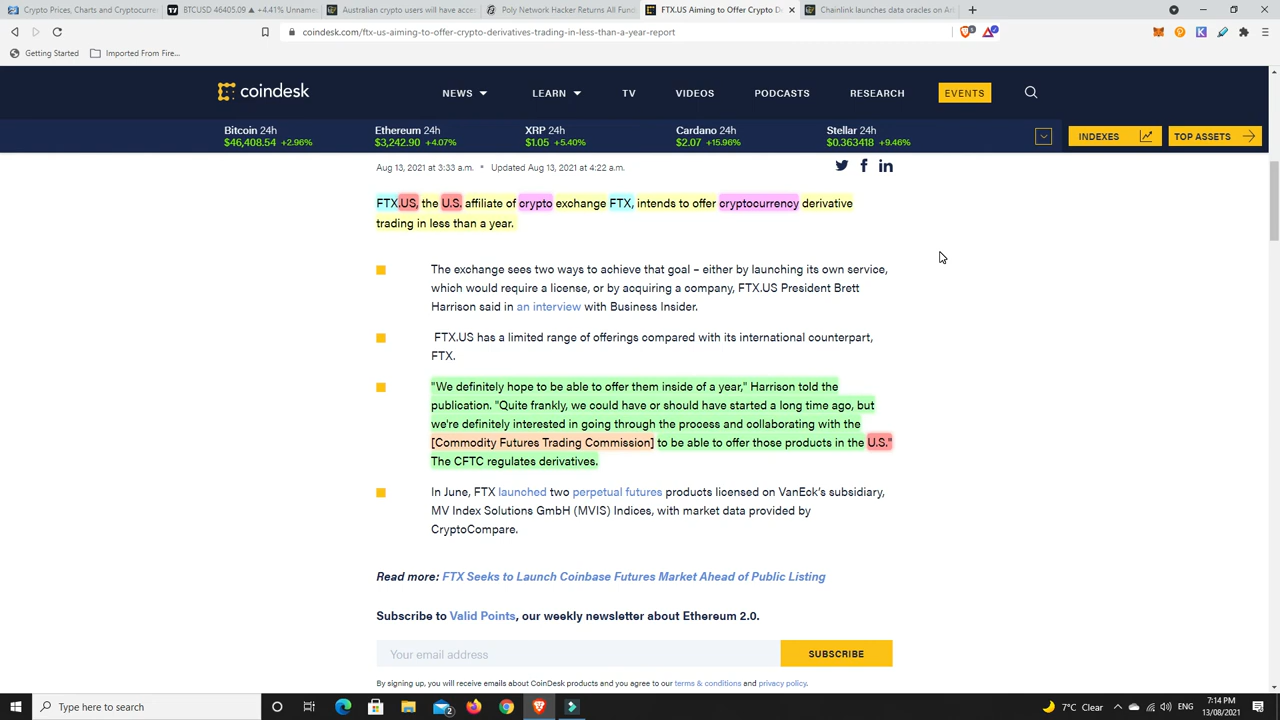 Crypto Prices, Charts and Cryptocurr
BTCUSD 46405.09 ▲ +4.41% Unname
Australian crypto users will have acce
Poly Network Hacker Returns All Fund
FTX.US Aiming to Offer Crypto De
Chainlink launches data oracles on Ar
coindesk.com/ftx-us-aiming-to-offer-crypto-derivatives-trading-in-less-than-a-year-report
Getting Started
Imported From Fire...
coindesk
NEWS
LEARN
TV
VIDEOS
PODCASTS
RESEARCH
EVENTS
Bitcoin 24h
$46,408.54 +2.96%
Ethereum 24h
$3,242.90 +4.07%
XRP 24h
$1.05 +5.40%
Cardano 24h
$2.07 +15.96%
Stellar 24h
$0.363418 +9.46%
INDEXES
TOP ASSETS
Aug 13, 2021 at 3:33 a.m. • Updated Aug 13, 2021 at 4:22 a.m.
FTX.US, the U.S. affiliate of crypto exchange FTX, intends to offer cryptocurrency derivative
trading in less than a year.
The exchange sees two ways to achieve that goal – either by launching its own service,
which would require a license, or by acquiring a company, FTX.US President Brett
Harrison said in an interview with Business Insider.
FTX.US has a limited range of offerings compared with its international counterpart,
FTX.
"We definitely hope to be able to offer them inside of a year," Harrison told the
publication. "Quite frankly, we could have or should have started a long time ago, but
we're definitely interested in going through the process and collaborating with the
[Commodity Futures Trading Commission] to be able to offer those products in the U.S."
The CFTC regulates derivatives.
In June, FTX launched two perpetual futures products licensed on VanEck's subsidiary,
MV Index Solutions GmbH (MVIS) Indices, with market data provided by
CryptoCompare.
Read more: FTX Seeks to Launch Coinbase Futures Market Ahead of Public Listing
Subscribe to Valid Points, our weekly newsletter about Ethereum 2.0.
Your email address
SUBSCRIBE
By signing up, you will receive emails about CoinDesk products and you agree to our terms & conditions and privacy policy.
Type here to search
7°C Clear
ENG
7:14 PM
13/08/2021